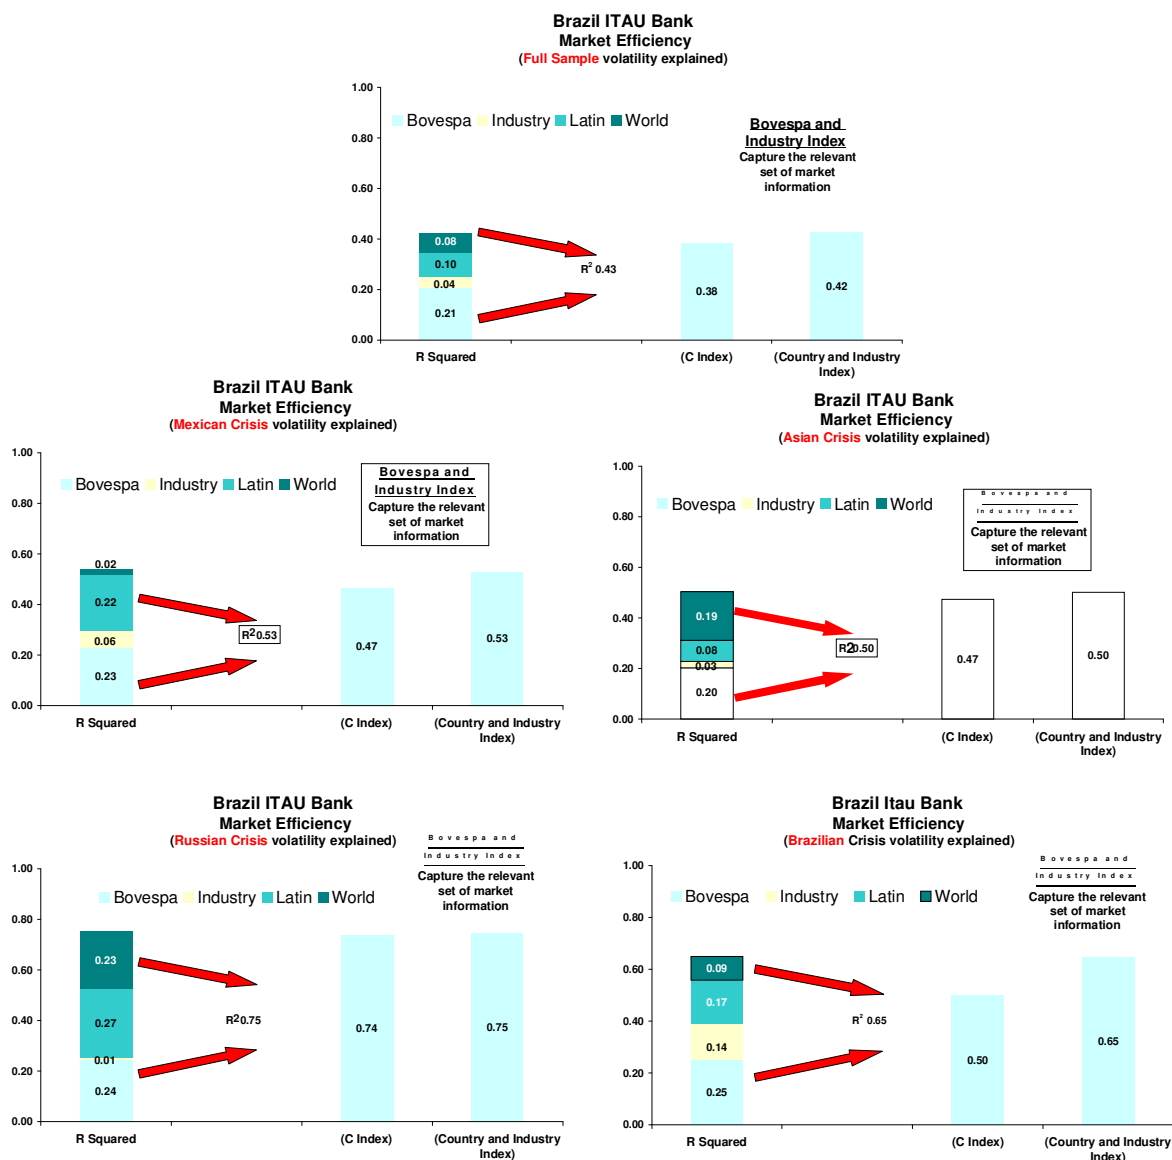 Brazil ITAU Bank
Market Efficiency
(Full Sample volatility explained)
1.00
0.80
0.60
0.40
0.20
0.00
Bovespa Industry Latin World
Bovespa and
Industry Index
Capture the relevant
set of market
information
0.08
0.10
0.04
0.21
R² 0.43
0.38
0.42
R Squared
(C Index)
(Country and Industry
Index)
Brazil ITAU Bank
Market Efficiency
(Mexican Crisis volatility explained)
1.00
0.80
0.60
0.40
0.20
0.00
Bovespa Industry Latin World
Bovespa and
Industry Index
Capture the relevant
set of market
information
0.02
0.22
0.06
0.23
R²0.53
0.47
0.53
R Squared
(C Index)
(Country and Industry
Index)
Brazil ITAU Bank
Market Efficiency
(Asian Crisis volatility explained)
1.00
0.80
0.60
0.40
0.20
0.00
Bovespa Industry Latin World
Bovespa and
Industry Index
Capture the relevant
set of market
information
0.19
0.08
0.03
0.20
R20.50
0.47
0.50
R Squared
(C Index)
(Country and Industry
Index)
Brazil ITAU Bank
Market Efficiency
(Russian Crisis volatility explained)
Bovespa and
Industry Index
Capture the relevant
set of market
information
1.00
0.80
0.60
0.40
0.20
0.00
Bovespa Industry Latin World
0.23
0.27
0.01
0.24
R20.75
0.74
0.75
R Squared
(C Index)
(Country and Industry
Index)
Brazil Itau Bank
Market Efficiency
(Brazilian Crisis volatility explained)
Bovespa and
Industry Index
Capture the relevant
set of market
information
1.00
0.80
0.60
0.40
0.20
0.00
Bovespa Industry Latin World
0.09
0.17
0.14
0.25
R² 0.65
0.50
0.65
R Squared
(C Index)
(Country and Industry
Index)